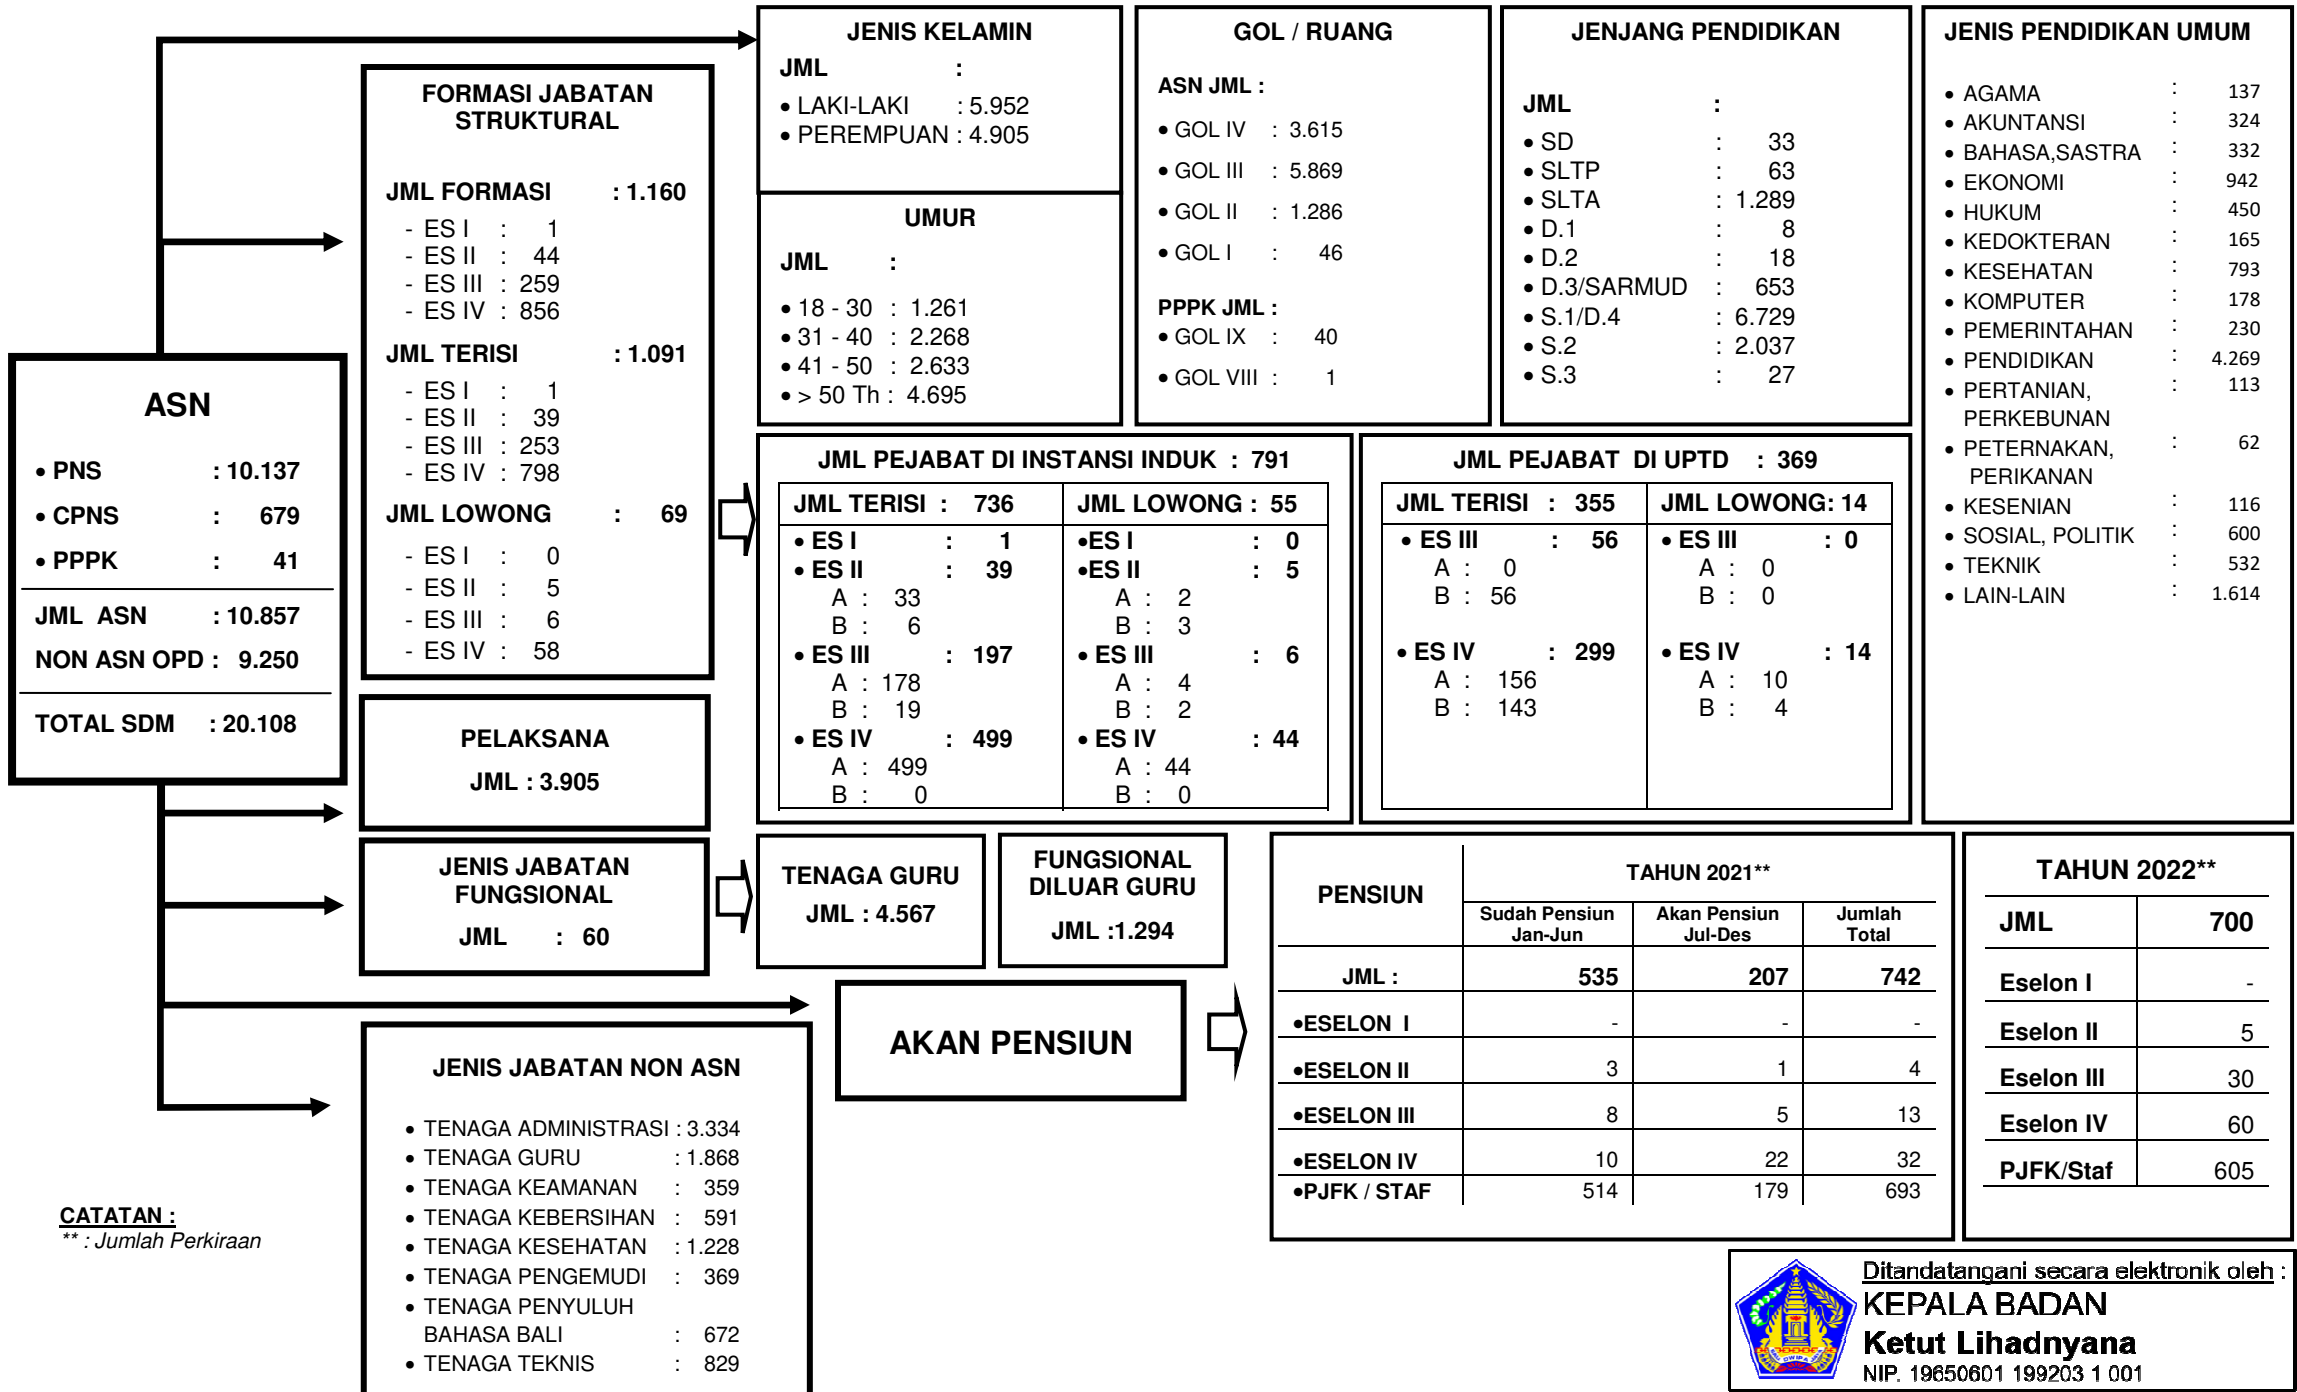 ASN
• PNS : 10.137
• CPNS : 679
• PPPK : 41
JML ASN : 10.857
NON ASN OPD : 9.250
TOTAL SDM : 20.108
FORMASI JABATAN
STRUKTURAL
JML FORMASI : 1.160
- ES I : 1
- ES II : 44
- ES III : 259
- ES IV : 856
JML TERISI : 1.091
- ES I : 1
- ES II : 39
- ES III : 253
- ES IV : 798
JML LOWONG : 69
- ES I : 0
- ES II : 5
- ES III : 6
- ES IV : 58
PELAKSANA
JML : 3.905
JENIS JABATAN
FUNGSIONAL
JML : 60
JENIS JABATAN NON ASN
• TENAGA ADMINISTRASI : 3.334
• TENAGA GURU : 1.868
• TENAGA KEAMANAN : 359
• TENAGA KEBERSIHAN : 591
• TENAGA KESEHATAN : 1.228
• TENAGA PENGEMUDI : 369
• TENAGA PENYULUH
BAHASA BALI : 672
• TENAGA TEKNIS : 829
JENIS KELAMIN
JML :
• LAKI-LAKI : 5.952
• PEREMPUAN : 4.905
UMUR
JML :
• 18 - 30 : 1.261
• 31 - 40 : 2.268
• 41 - 50 : 2.633
• > 50 Th : 4.695
GOL / RUANG
ASN JML :
• GOL IV : 3.615
• GOL III : 5.869
• GOL II : 1.286
• GOL I : 46
PPPK JML :
• GOL IX : 40
• GOL VIII : 1
JENJANG PENDIDIKAN
JML :
• SD : 33
• SLTP : 63
• SLTA : 1.289
• D.1 : 8
• D.2 : 18
• D.3/SARMUD : 653
• S.1/D.4 : 6.729
• S.2 : 2.037
• S.3 : 27
JENIS PENDIDIKAN UMUM
• AGAMA : 137
• AKUNTANSI : 324
• BAHASA,SASTRA : 332
• EKONOMI : 942
• HUKUM : 450
• KEDOKTERAN : 165
• KESEHATAN : 793
• KOMPUTER : 178
• PEMERINTAHAN : 230
• PENDIDIKAN : 4.269
• PERTANIAN, : 113
PERKEBUNAN
• PETERNAKAN, : 62
PERIKANAN
• KESENIAN : 116
• SOSIAL, POLITIK : 600
• TEKNIK : 532
• LAIN-LAIN : 1.614
JML PEJABAT DI INSTANSI INDUK : 791
JML TERISI : 736
• ES I : 1
• ES II : 39
A : 33
B : 6
• ES III : 197
A : 178
B : 19
• ES IV : 499
A : 499
B : 0
JML LOWONG : 55
•ES I : 0
•ES II : 5
A : 2
B : 3
• ES III : 6
A : 4
B : 2
• ES IV : 44
A : 44
B : 0
JML PEJABAT DI UPTD : 369
JML TERISI : 355
• ES III : 56
A : 0
B : 56
• ES IV : 299
A : 156
B : 143
JML LOWONG: 14
• ES III : 0
A : 0
B : 0
• ES IV : 14
A : 10
B : 4
TENAGA GURU
JML : 4.567
FUNGSIONAL
DILUAR GURU
JML :1.294
AKAN PENSIUN
PENSIUN TAHUN 2021**
Sudah Pensiun Jan-Jun Akan Pensiun Jul-Des Jumlah Total
JML : 535 207 742
•ESELON I - - -
•ESELON II 3 1 4
•ESELON III 8 5 13
•ESELON IV 10 22 32
•PJFK / STAF 514 179 693
TAHUN 2022**
JML 700
Eselon I -
Eselon II 5
Eselon III 30
Eselon IV 60
PJFK/Staf 605
CATATAN :
** : Jumlah Perkiraan
Ditandatangani secara elektronik oleh :
KEPALA BADAN
Ketut Lihadnyana
NIP. 19650601 199203 1 001